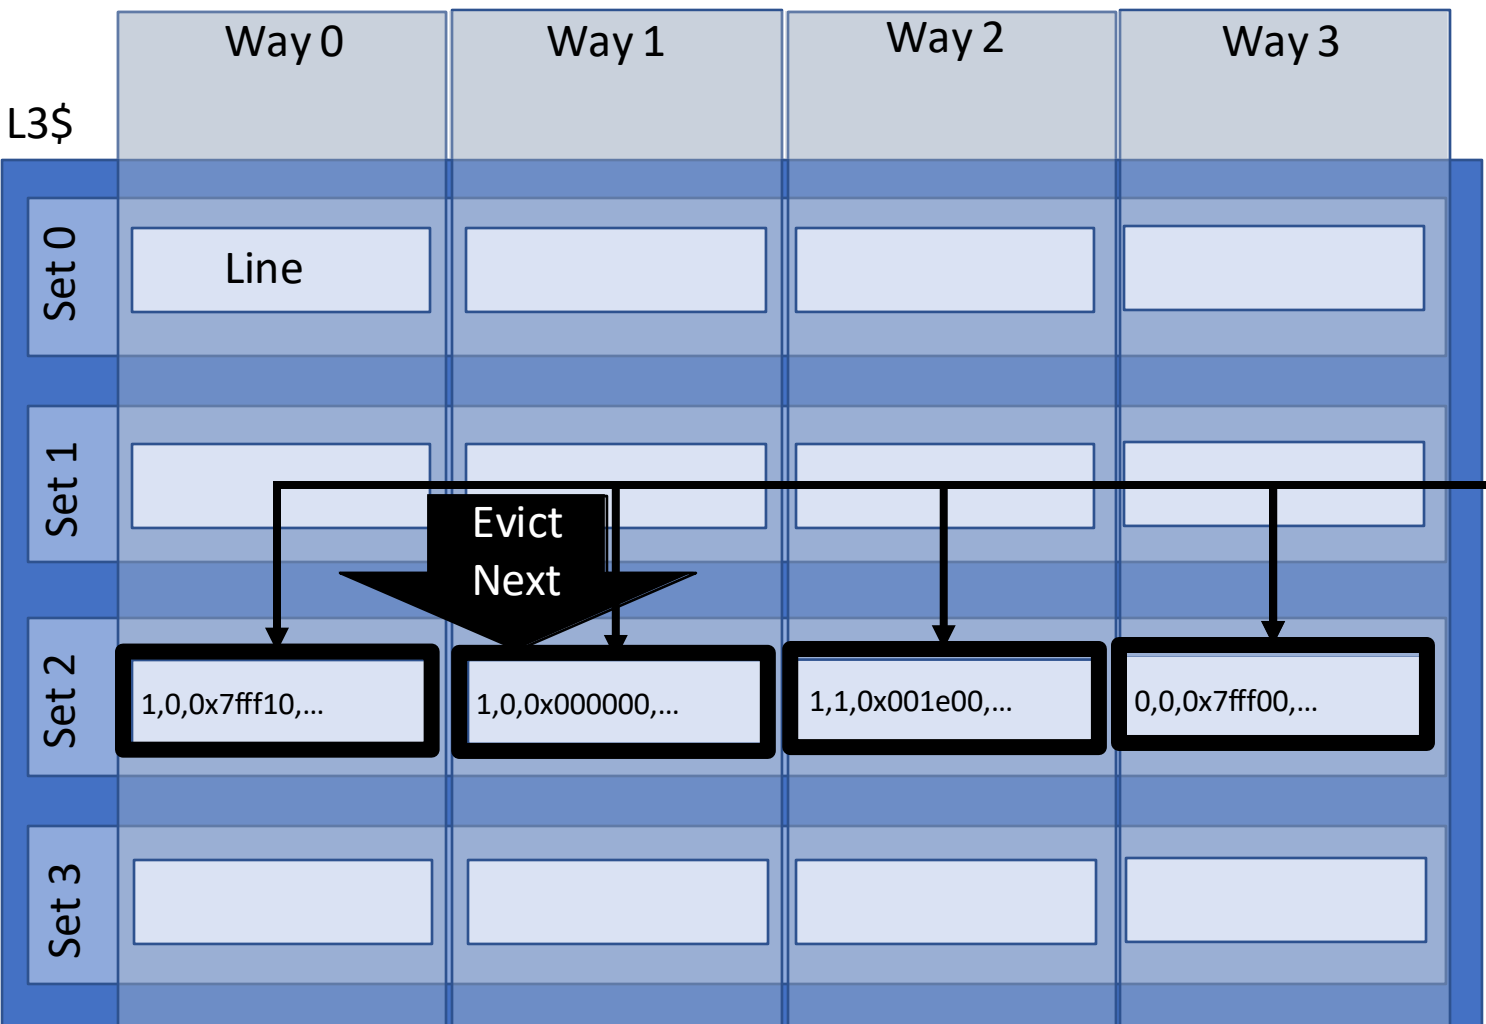 Way 0
Way 1
Way 2
Way 3
L3$
Set 0
Line
Set 1
Evict
Next
Set 2
1,0,0x7fff10,...
1,0,0x000000,...
1,1,0x001e00,...
0,0,0x7fff00,...
Set 3